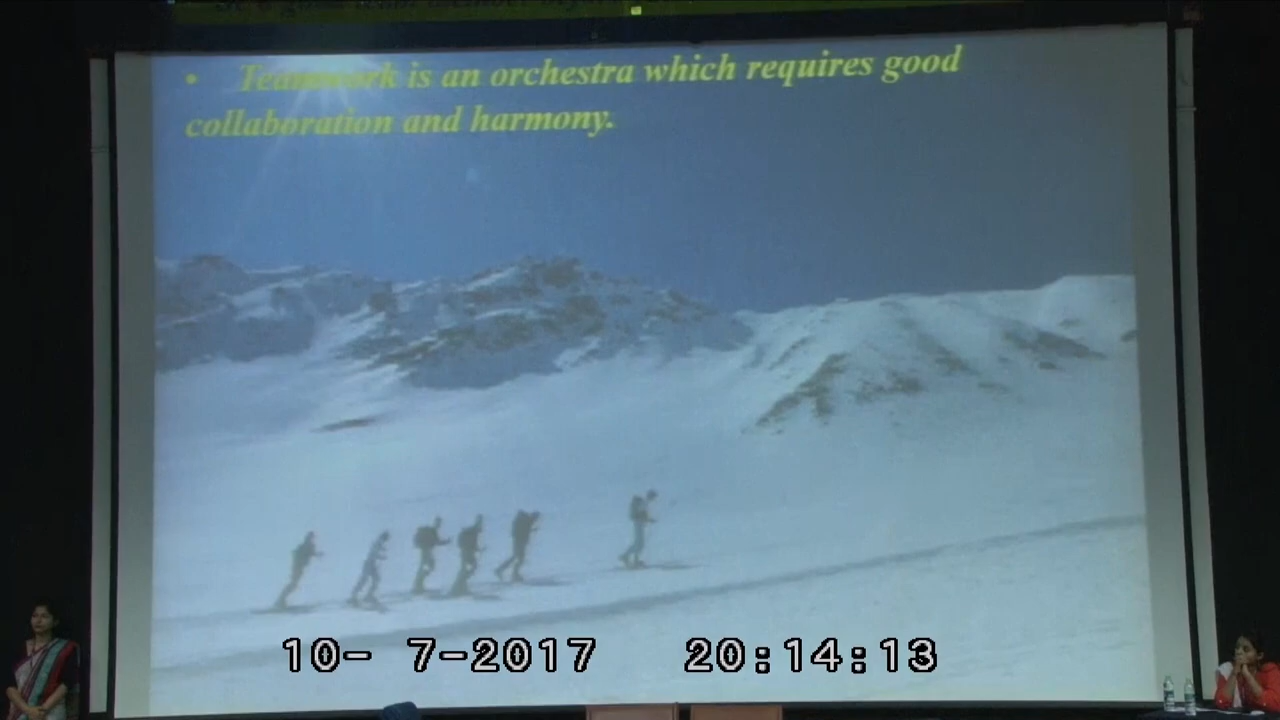 • Teamwork is an orchestra which requires good
collaboration and harmony.
10- 7-2017 20:14:13